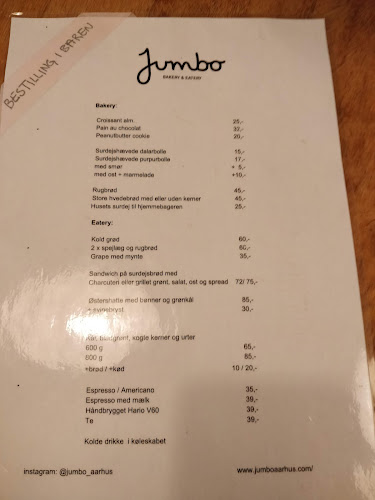 BESTILLING I BAREN
Jumbo
BAKERY & EATERY
Bakery:
Croissant alm. 25,-
Pain au chocolat 32,-
Peanutbutter cookie 20,-
Surdejshævede dalarbolle 15,-
Surdejshævede purpurbolle 17,-
med smør + 5,-
med ost + marmelade +10,-
Rugbrød 45,-
Store hvedebrød med eller uden kerner 45,-
Husets surdej til hjemmebageren 25,-
Eatery:
Kold grød 60,-
2 x spejlæg og rugbrød 60,-
Grape med mynte 35,-
Sandwich på surdejsbrød med
Charcuteri eller grillet grønt, salat, ost og spread 72/ 75,-
Østershatte med bønner og grønkål 85,-
30,-
kogte kerner og urter
600 g 65,-
800 g 85,-
+brød / +kød 10 / 20,-
Espresso / Americano 35,-
Espresso med mælk 39,-
Håndbrygget Hario V60 39,-
Te 39,-
Kolde drikke i køleskabet
instagram: @jumbo_aarhus
www.jumboaarhus.com/